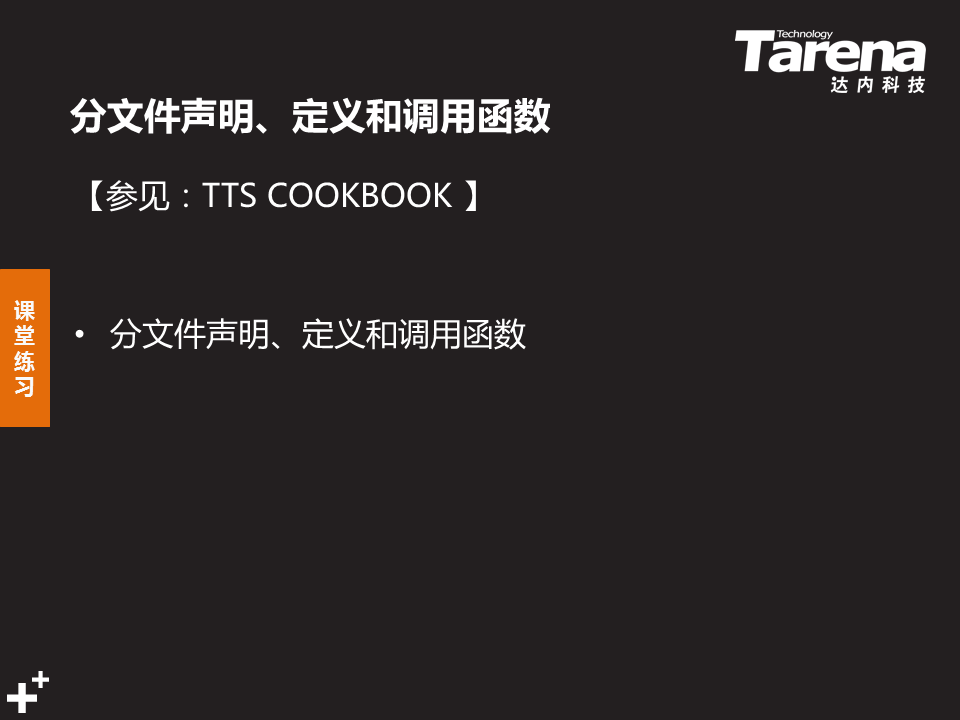 Technology
Tarena
达内科技
分文件声明、定义和调用函数
【参见：TTS COOKBOOK 】
课
堂
练
习
• 分文件声明、定义和调用函数